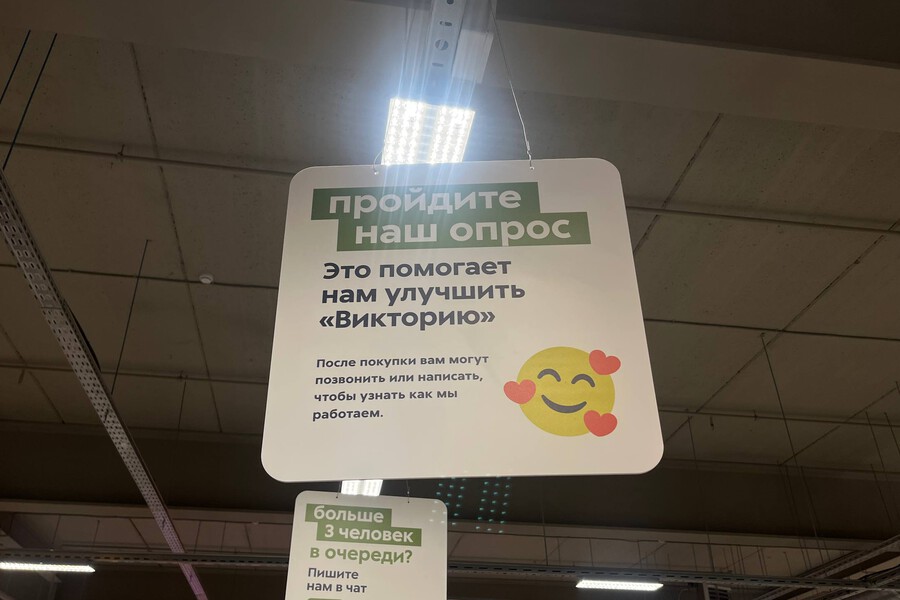 пройдите
наш опрос
Это помогает
нам улучшить
«Викторию»
После покупки вам могут
позвонить или написать,
чтобы узнать как мы
работаем.
больше
3 человек
в очереди?
Пишите
нам в чат